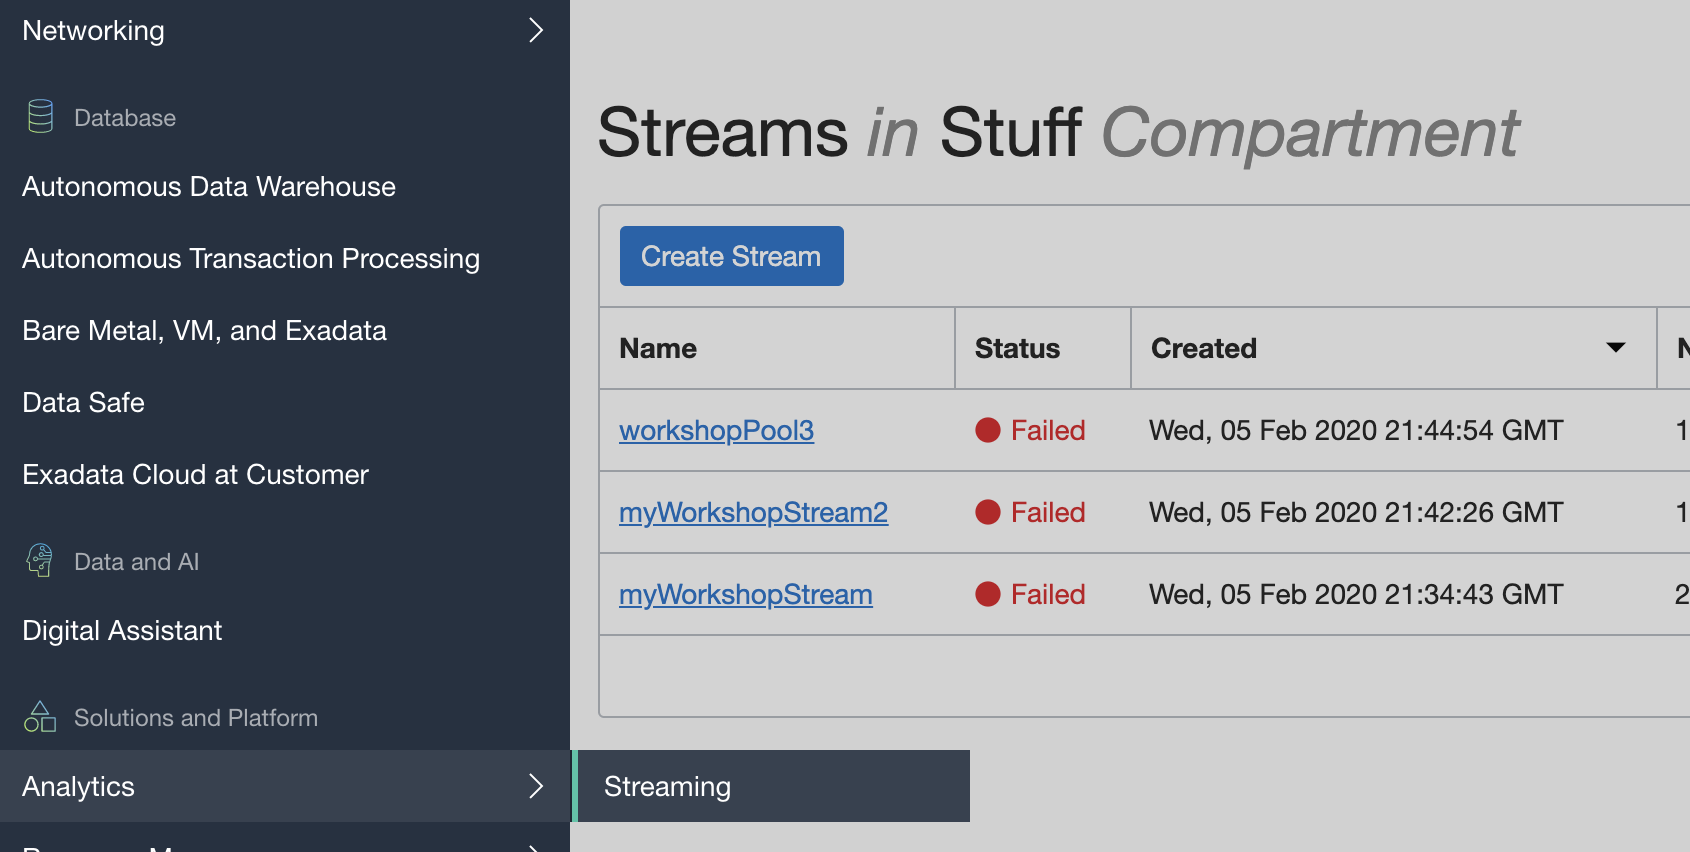 Networking
Database
Autonomous Data Warehouse
Autonomous Transaction Processing
Bare Metal, VM, and Exadata
Data Safe
Exadata Cloud at Customer
Data and AI
Digital Assistant
Solutions and Platform
Analytics
Streaming
Streams in Stuff Compartment
Create Stream
Name Status Created
workshopPool3 Failed Wed, 05 Feb 2020 21:44:54 GMT 1
myWorkshopStream2 Failed Wed, 05 Feb 2020 21:42:26 GMT 1
myWorkshopStream Failed Wed, 05 Feb 2020 21:34:43 GMT 2